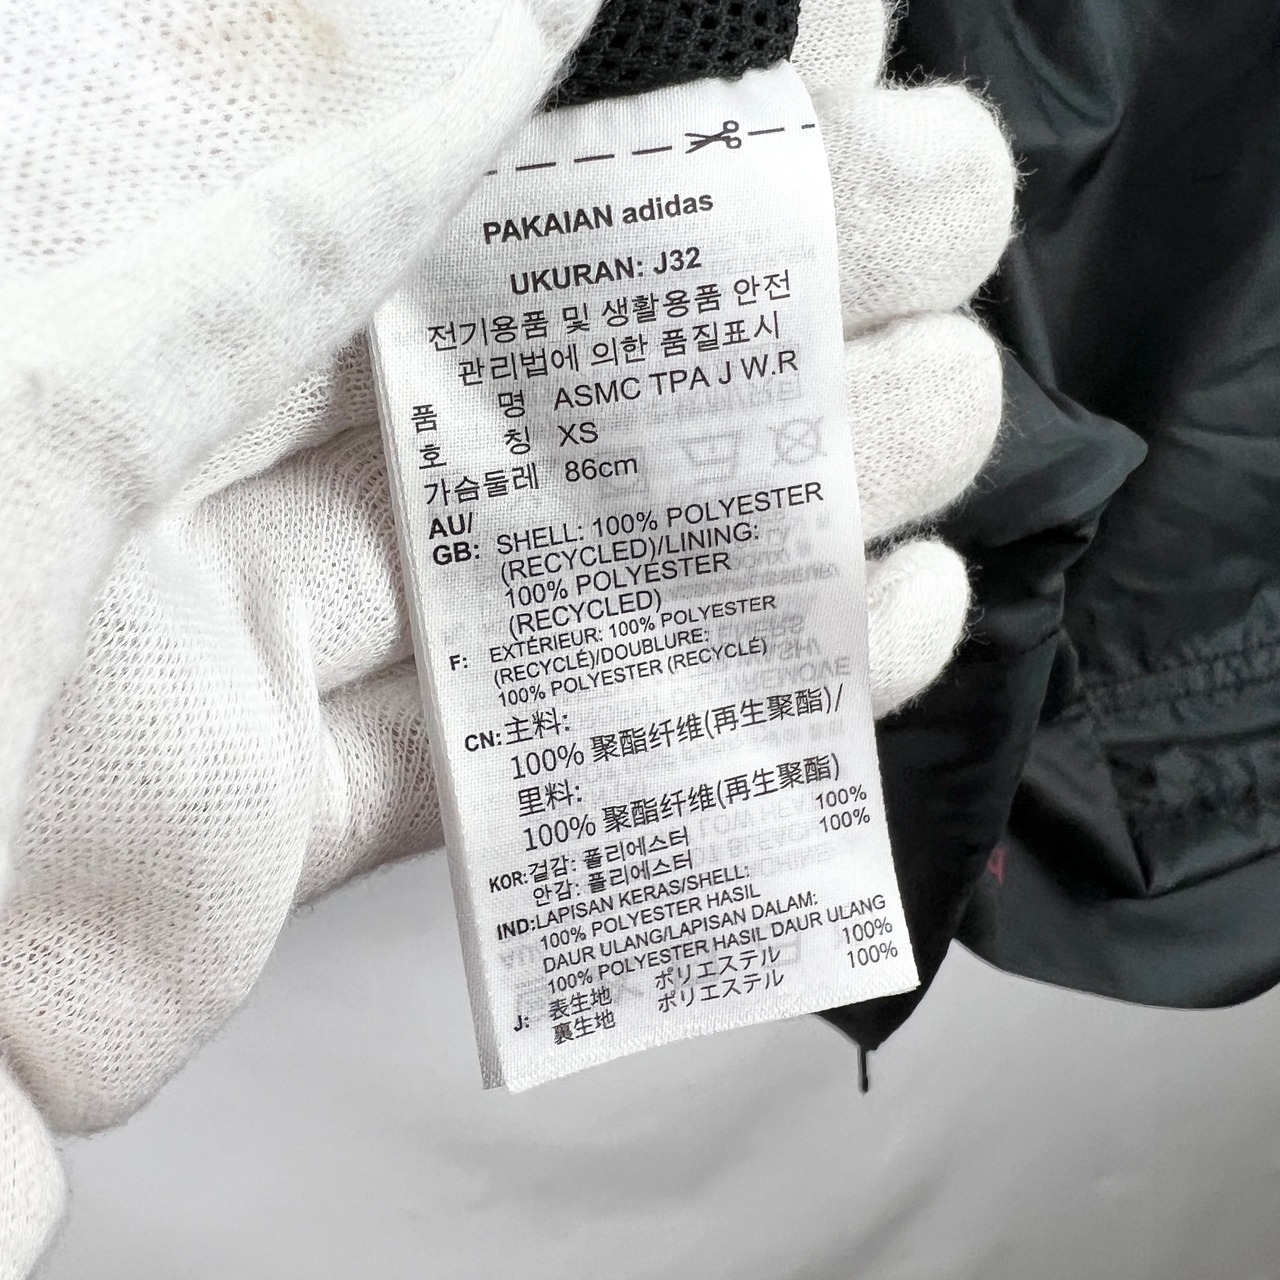 PAKAIAN adidas
UKURAN: J32
전기용품 및 생활용품 안전
관리법에 의한 품질표시
품 명 ASMC TPA J W.R
호 칭 XS
가슴둘레 86cm
AU/
GB: SHELL: 100% POLYESTER
(RECYCLED)/LINING:
100% POLYESTER
(RECYCLED)
F: EXTÉRIEUR: 100% POLYESTER
(RECYCLÉ)/DOUBLURE:
100% POLYESTER (RECYCLÉ)
CN: 主料:
100% 聚酯纤维(再生聚酯)/
里料:
100% 聚酯纤维(再生聚酯)
KOR: 겉감: 폴리에스터 100%
안감: 폴리에스터 100%
IND: LAPISAN KERAS/SHELL:
100% POLYESTER HASIL
DAUR ULANG/LAPISAN DALAM:
100% POLYESTER HASIL DAUR ULANG
J: 表生地 ポリエステル 100%
裏生地 ポリエステル 100%